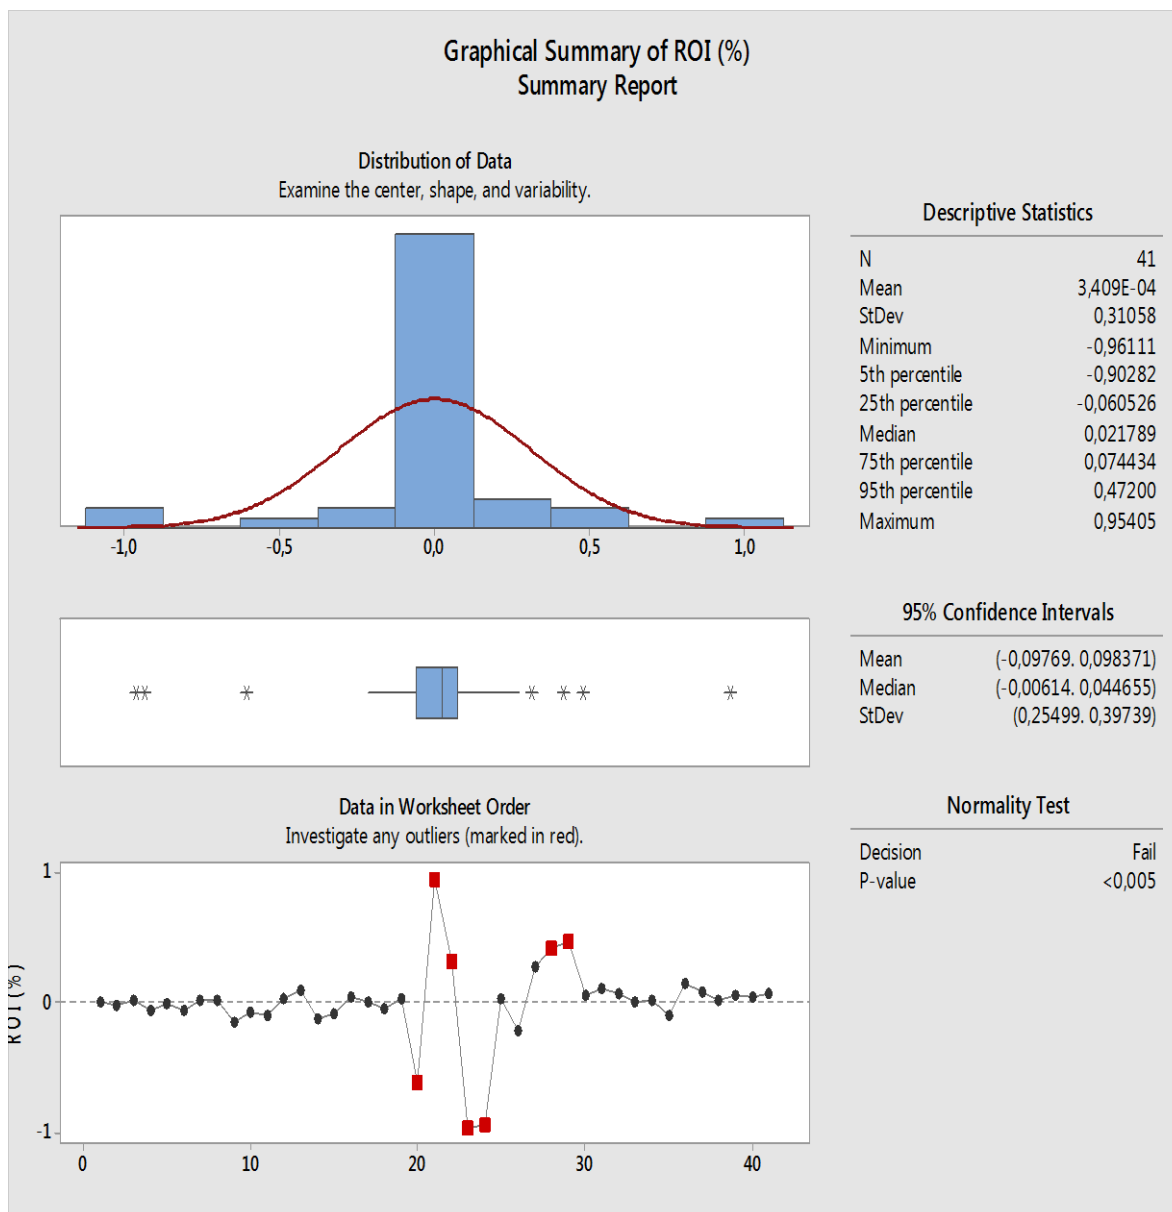 Graphical Summary of ROI (%)
Summary Report
Distribution of Data
Examine the center, shape, and variability.
-1,0 -0,5 0,0 0,5 1,0
Descriptive Statistics
N 41
Mean 3,409E-04
StDev 0,31058
Minimum -0,96111
5th percentile -0,90282
25th percentile -0,060526
Median 0,021789
75th percentile 0,074434
95th percentile 0,47200
Maximum 0,95405
95% Confidence Intervals
Mean (-0,09769. 0,098371)
Median (-0,00614. 0,044655)
StDev (0,25499. 0,39739)
Data in Worksheet Order
Investigate any outliers (marked in red).
1
0
-1
ROI (%)
0 10 20 30 40
Normality Test
Decision Fail
P-value <0,005